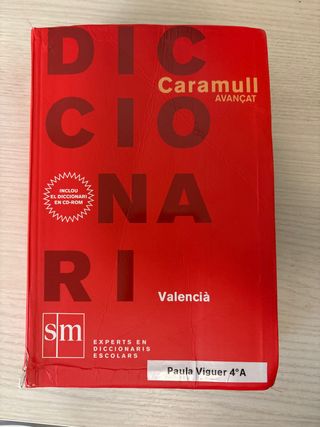 DIC
Caramull
AVANÇAT
CIO
INCLOU
EL DICCIONARI
EN CD-ROM
NA
RI
Valencià
sm
EXPERTS EN
DICCIONARIS
ESCOLARS
Paula Viguer 4ºA